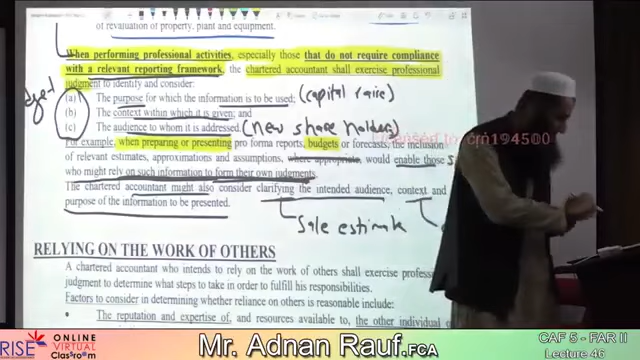 of revaluation of property, plant and equipment.
When performing professional activities, especially those that do not require compliance
with a relevant reporting framework, the chartered accountant shall exercise professional
judgment to identify and consider:
(a) The purpose for which the information is to be used; (capital raise)
(b) The context within which it is given; and
(c) The audience to whom it is addressed. (new share holders)
For example, when preparing or presenting pro forma reports, budgets or forecasts, the inclusion
of relevant estimates, approximations and assumptions, where appropriate, would enable those
who might rely on such information to form their own judgments.
The chartered accountant might also consider clarifying the intended audience, context and
purpose of the information to be presented.
Sale estimate
RELYING ON THE WORK OF OTHERS
A chartered accountant who intends to rely on the work of others shall exercise
judgment to determine what steps to take in order to fulfill his responsibilities.
Factors to consider in determining whether reliance on others is reasonable include:
• The reputation and expertise of, and resources available to, the other individual
RISE ONLINE VIRTUAL Classroom
Mr. Adnan Rauf.FCA
CAF 5 - FAR II
Lecture 46